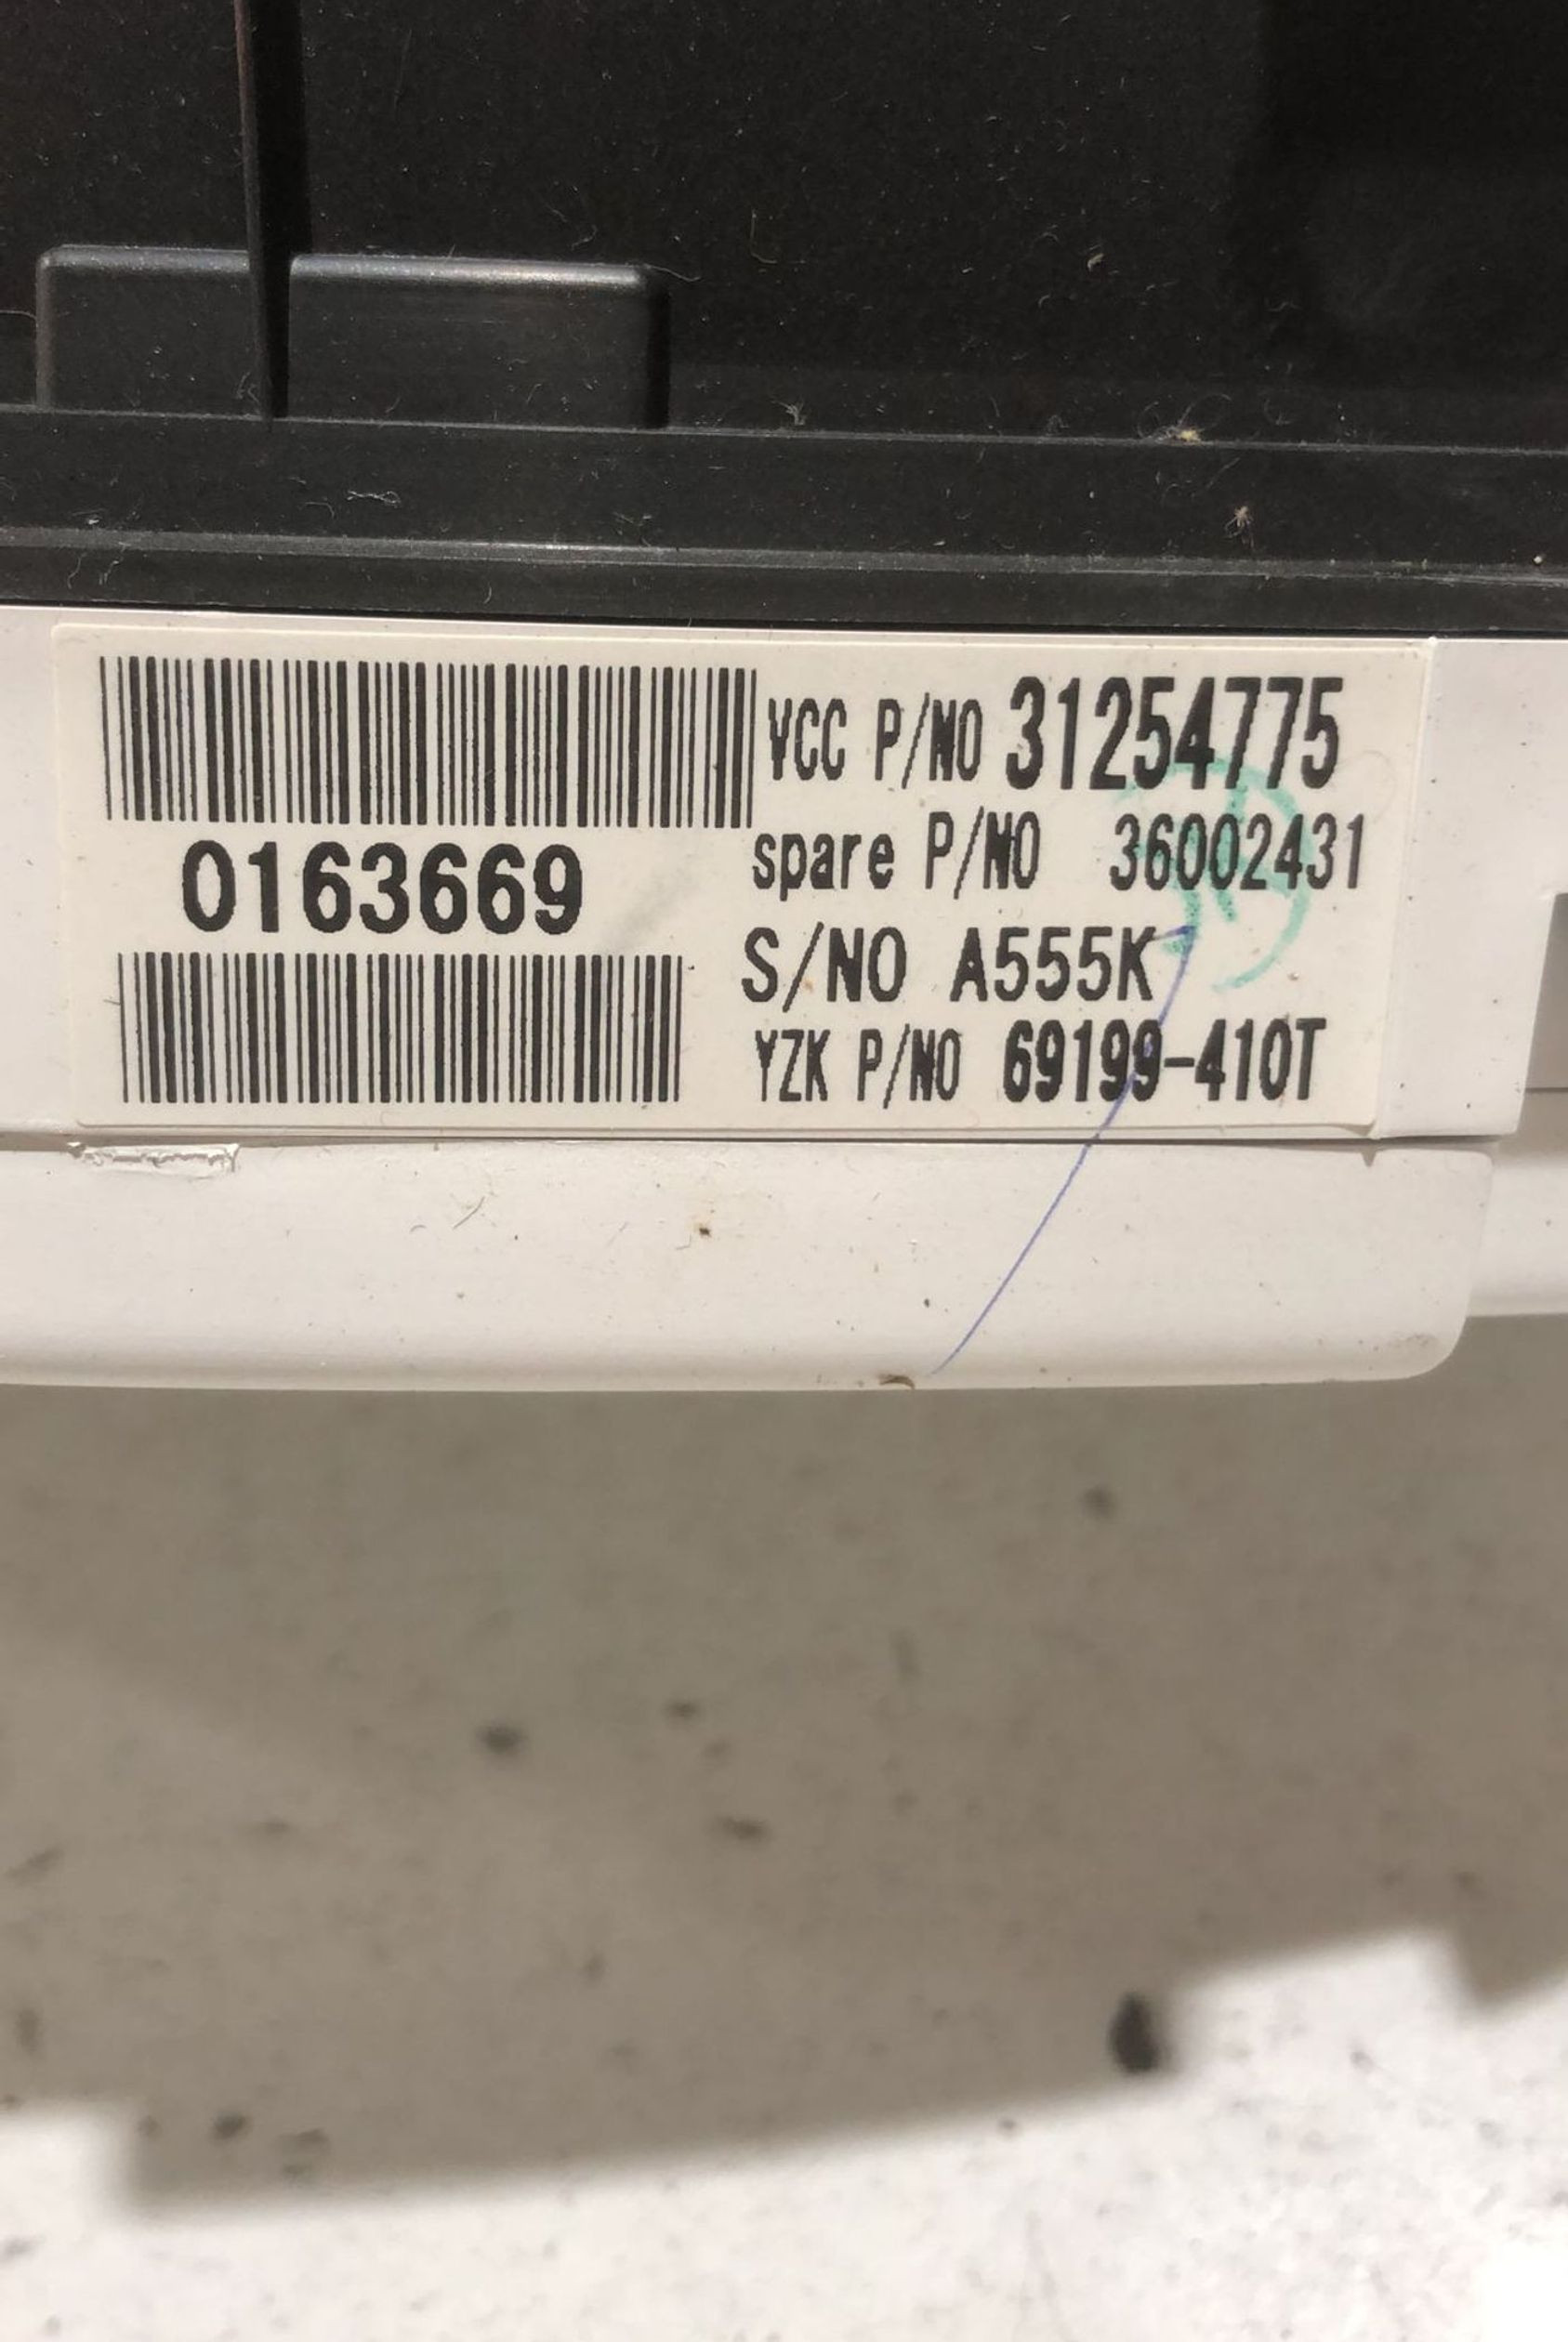 VCC P/NO 31254775
0163669
spare P/NO 36002431
S/NO A555K
YZK P/NO 69199-410T